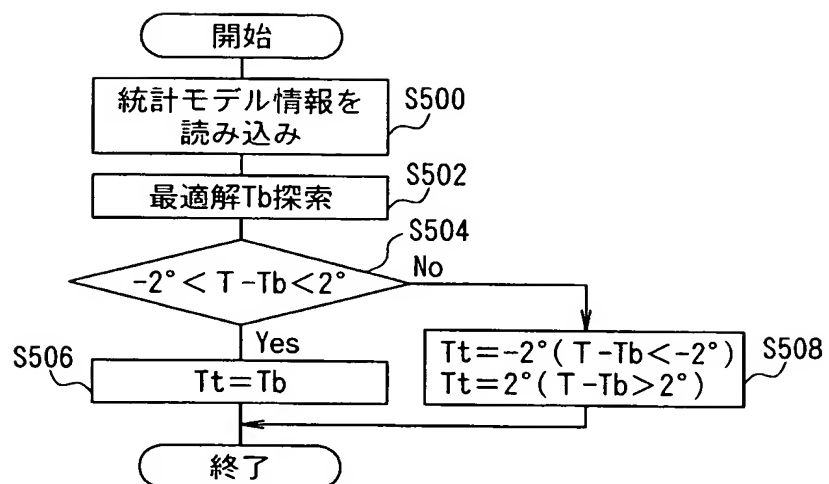 開始
統計モデル情報を
読み込み
S500
最適解Tb探索
S502
-2°<T-Tb<2°
S504
No
Yes
Tt=Tb
S506
Tt=-2°(T-Tb<-2°)
Tt=2°(T-Tb>2°)
S508
終了